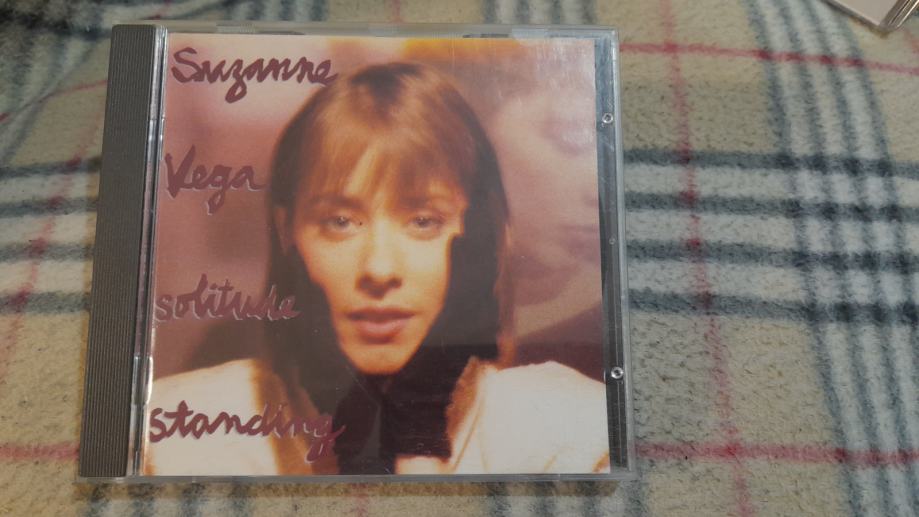 Suzanne
Vega
solitude
standing